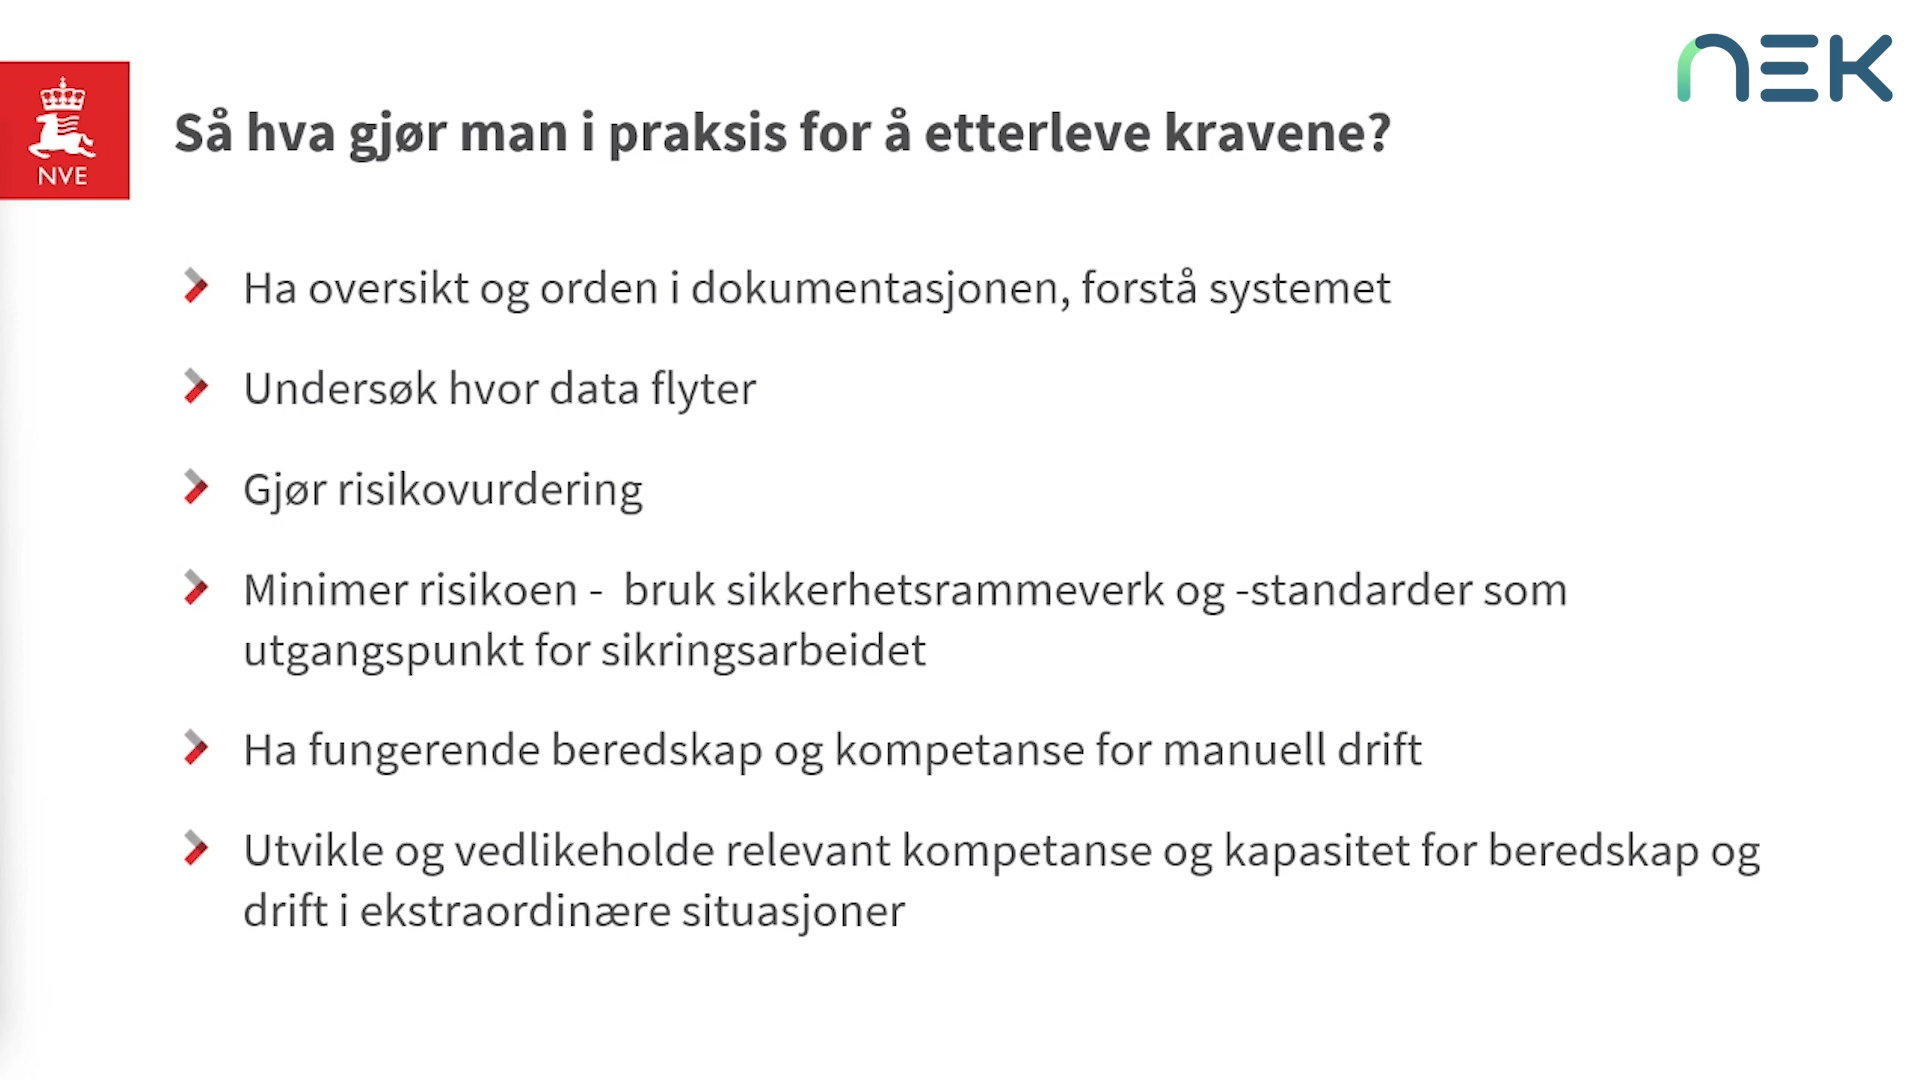 NEK
NVE
Så hva gjør man i praksis for å etterleve kravene?
Ha oversikt og orden i dokumentasjonen, forstå systemet
Undersøk hvor data flyter
Gjør risikovurdering
Minimer risikoen - bruk sikkerhetsrammeverk og -standarder som
utgangspunkt for sikringsarbeidet
Ha fungerende beredskap og kompetanse for manuell drift
Utvikle og vedlikeholde relevant kompetanse og kapasitet for beredskap og
drift i ekstraordinære situasjoner